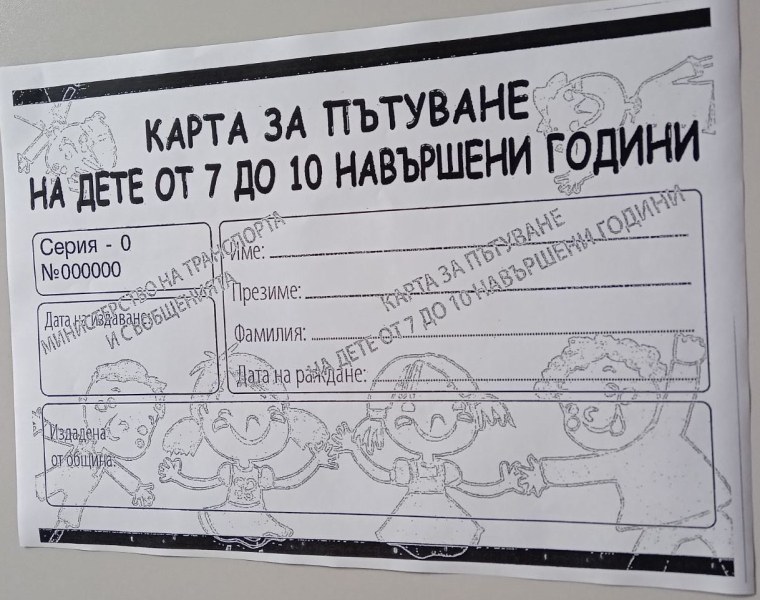 КАРТА ЗА ПЪТУВАНЕ
НА ДЕТЕ ОТ 7 ДО 10 НАВЪРШЕНИ ГОДИНИ
Серия - 0
№000000
Дата на издаване:
МИНИСТЕРСТВО НА ТРАНСПОРТА
И СЪОБЩЕНИЯТА
Име:
Презиме:
Фамилия:
Дата на раждане:
КАРТА ЗА ПЪТУВАНЕ
НА ДЕТЕ ОТ 7 ДО 10 НАВЪРШЕНИ ГОДИНИ
Издадена
от община: